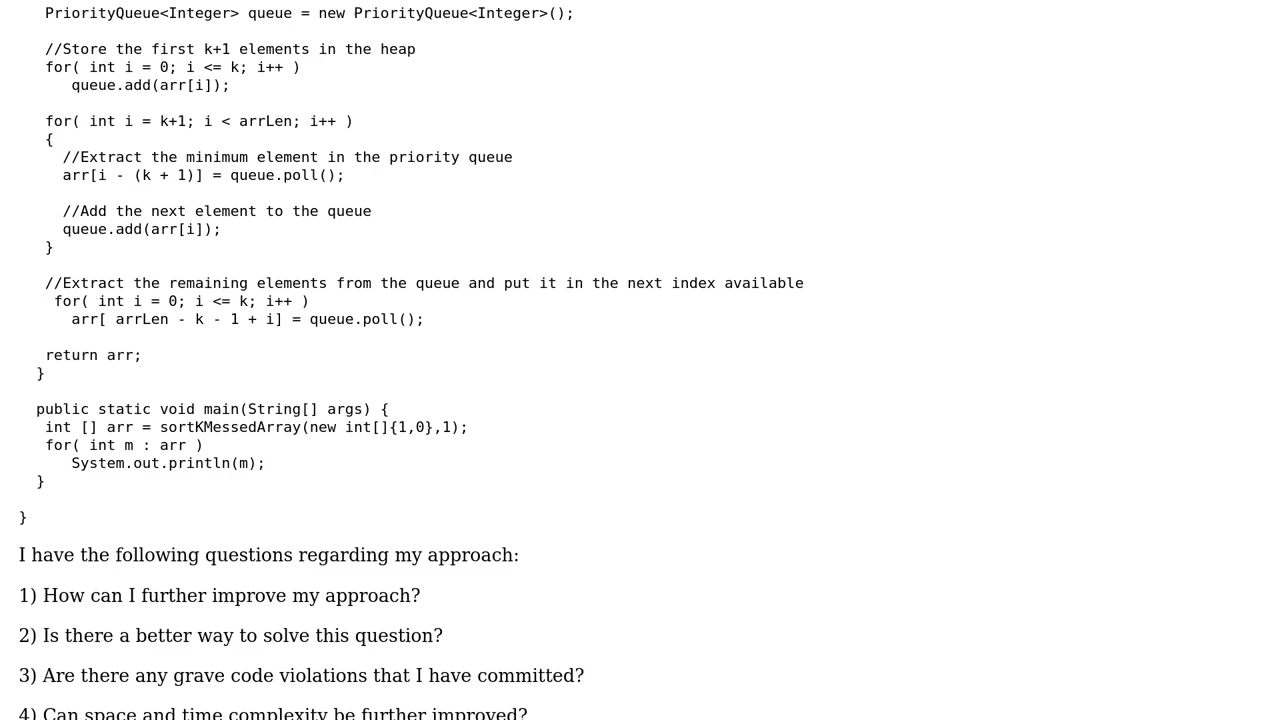 PriorityQueue<Integer> queue = new PriorityQueue<Integer>();
//Store the first k+1 elements in the heap
for( int i = 0; i <= k; i++ )
queue.add(arr[i]);
for( int i = k+1; i < arrLen; i++ )
{
//Extract the minimum element in the priority queue
arr[i - (k + 1)] = queue.poll();
//Add the next element to the queue
queue.add(arr[i]);
}
//Extract the remaining elements from the queue and put it in the next index available
for( int i = 0; i <= k; i++ )
arr[ arrLen - k - 1 + i] = queue.poll();
return arr;
}
public static void main(String[] args) {
int [] arr = sortKMessedArray(new int[]{1,0},1);
for( int m : arr )
System.out.println(m);
}
}
I have the following questions regarding my approach:
1) How can I further improve my approach?
2) Is there a better way to solve this question?
3) Are there any grave code violations that I have committed?
4) Can space and time complexity be further improved?